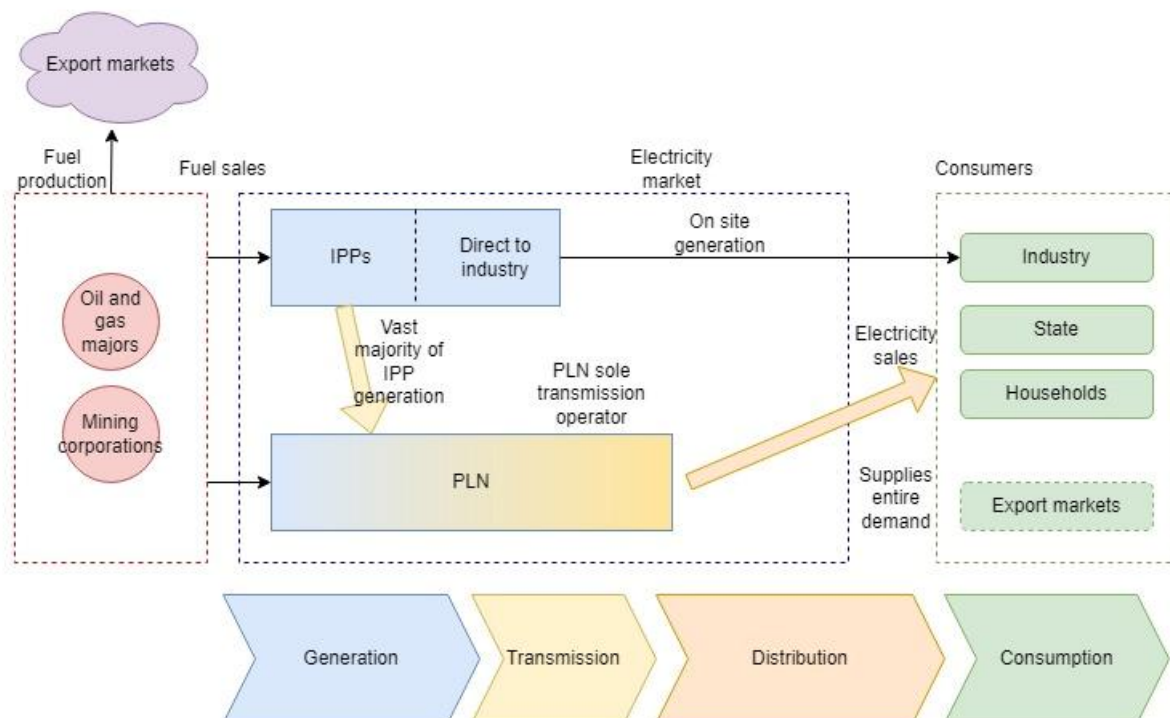 Export markets
Fuel
production
Fuel sales
Electricity
market
Consumers
IPPs
Direct to
industry
On site
generation
Industry
Oil and
gas
majors
Vast
majority of
IPP
generation
PLN sole
transmission
operator
Electricity
sales
State
Households
Mining
corporations
PLN
Supplies
entire
demand
Export markets
Generation
Transmission
Distribution
Consumption